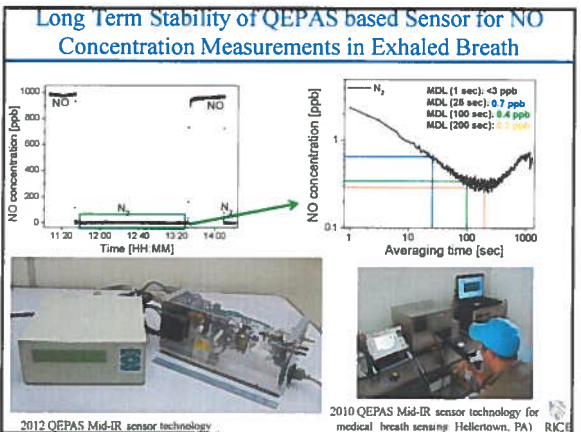 Long Term Stability of QEPAS based Sensor for NO
Concentration Measurements in Exhaled Breath
NO concentration [ppb]
1000
800
600
400
200
0
NO
NO
N2
N2
11 20 12 00 12 40 13 20 14 00
Time [HH:MM]
NO concentration [ppb]
1
0.1
N2
MDL (1 sec): <3 ppb
MDL (25 sec): 0.7 ppb
MDL (100 sec): 0.4 ppb
MDL (200 sec): 0.3 ppb
1 10 100 1000
Averaging time [sec]
2012 QEPAS Mid-IR sensor technology
2010 QEPAS Mid-IR sensor technology for
medical breath sensing Hellertown, PA)
RICE